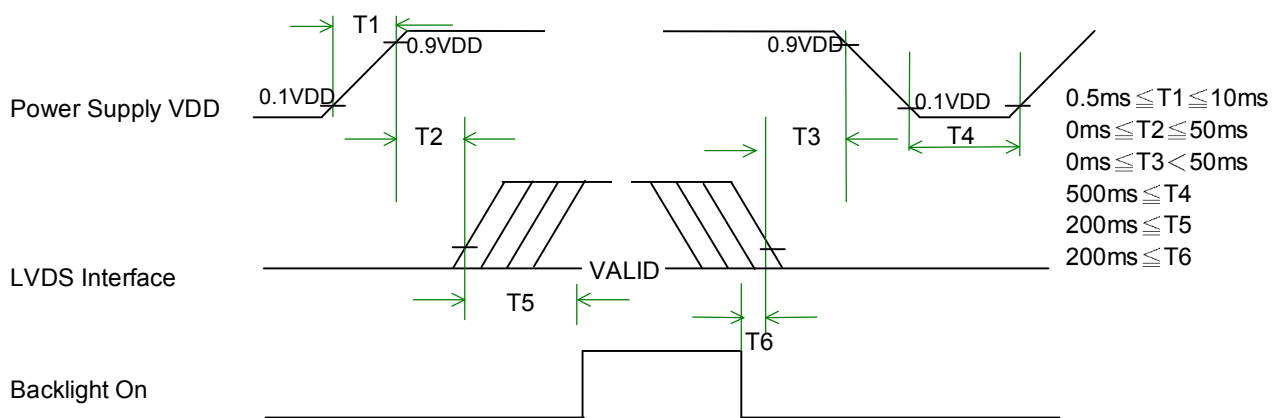 T1
0.9VDD
0.9VDD
0.1VDD
0.1VDD
Power Supply VDD
T2
T3
T4
0.5ms≦T1≦10ms
0ms≦T2≦50ms
0ms≦T3<50ms
500ms≦T4
200ms≦T5
200ms≦T6
LVDS Interface
VALID
T5
T6
Backlight On